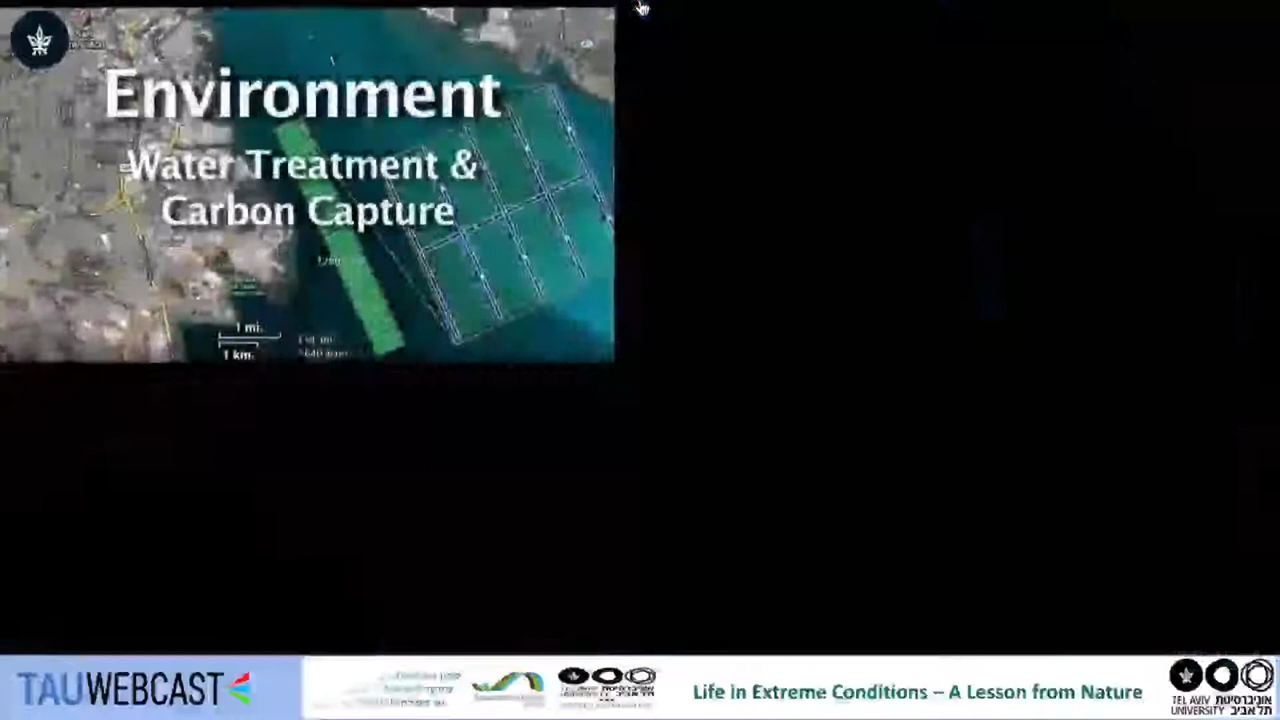 Environment
Water Treatment &
Carbon Capture
1 mi.
1 km.
TAUWEBCAST
Life in Extreme Conditions – A Lesson from Nature
TEL AVIV אוניברסיטת
UNIVERSITY תל אביב